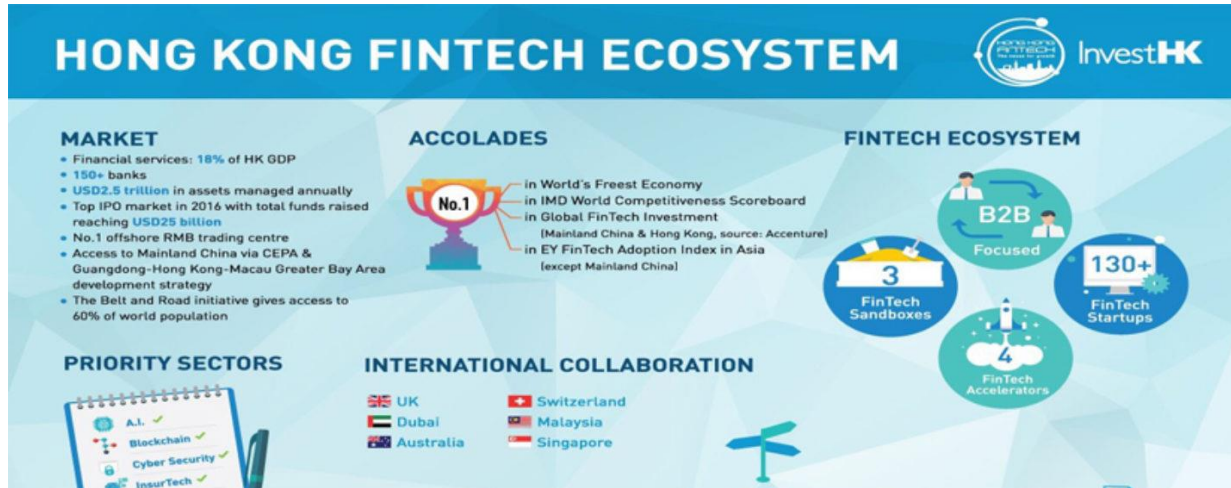 HONG KONG FINTECH ECOSYSTEM
HONG KONG
FINTECH
InvestHK
MARKET
• Financial services: 18% of HK GDP
• 150+ banks
• USD2.5 trillion in assets managed annually
• Top IPO market in 2016 with total funds raised
reaching USD25 billion
• No.1 offshore RMB trading centre
• Access to Mainland China via CEPA &
Guangdong-Hong Kong-Macau Greater Bay Area
development strategy
• The Belt and Road initiative gives access to
60% of world population
ACCOLADES
No.1
in World's Freest Economy
in IMD World Competitiveness Scoreboard
in Global FinTech Investment
(Mainland China & Hong Kong, source: Accenture)
in EY FinTech Adoption Index in Asia
(except Mainland China)
FINTECH ECOSYSTEM
B2B
Focused
3
FinTech
Sandboxes
130+
FinTech
Startups
4
FinTech
Accelerators
PRIORITY SECTORS
A.I.
Blockchain
Cyber Security
InsurTech
INTERNATIONAL COLLABORATION
UK
Dubai
Australia
Switzerland
Malaysia
Singapore